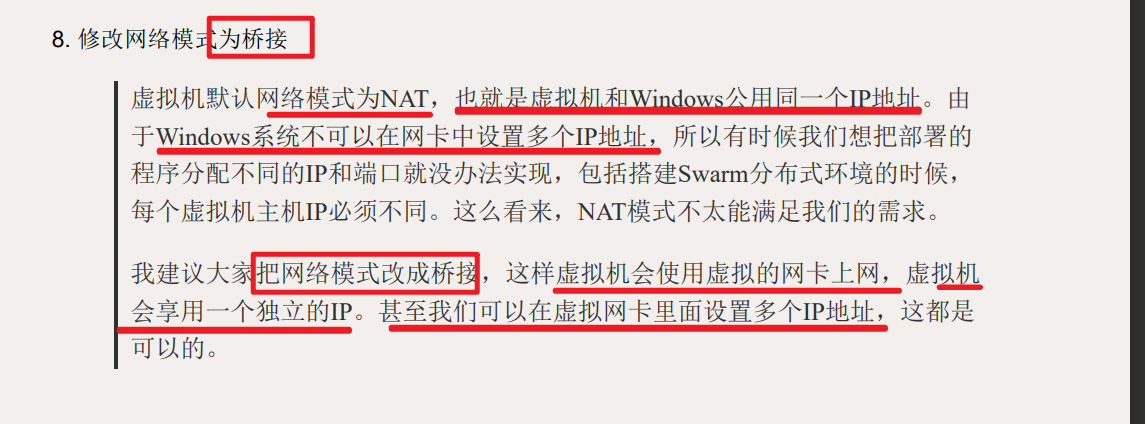 8. 修改网络模式为桥接
虚拟机默认网络模式为NAT，也就是虚拟机和Windows公用同一个IP地址。由
于Windows系统不可以在网卡中设置多个IP地址，所以有时候我们想把部署的
程序分配不同的IP和端口就没办法实现，包括搭建Swarm分布式环境的时候，
每个虚拟机主机IP必须不同。这么看来，NAT模式不太能满足我们的需求。
我建议大家把网络模式改成桥接，这样虚拟机会使用虚拟的网卡上网，虚拟机
会享用一个独立的IP。甚至我们可以在虚拟网卡里面设置多个IP地址，这都是
可以的。